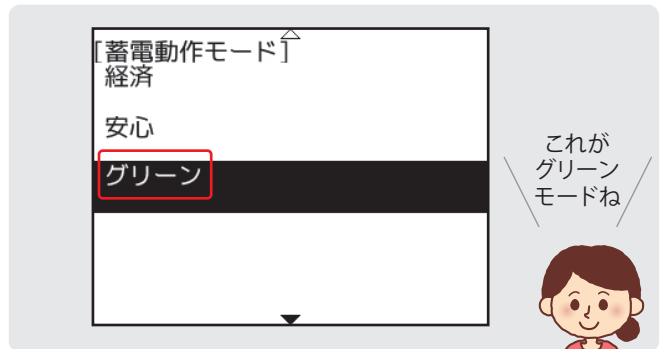 [蓄電動作モード]
経済
安心
グリーン
これが
グリーン
モードね